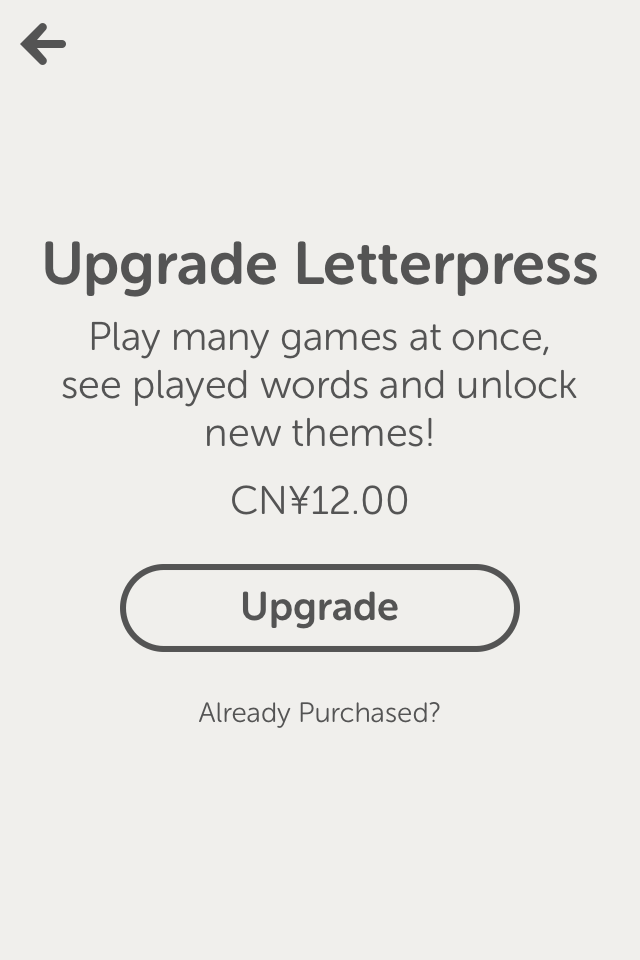 Upgrade Letterpress
Play many games at once,
see played words and unlock
new themes!
CN¥12.00
Upgrade
Already Purchased?